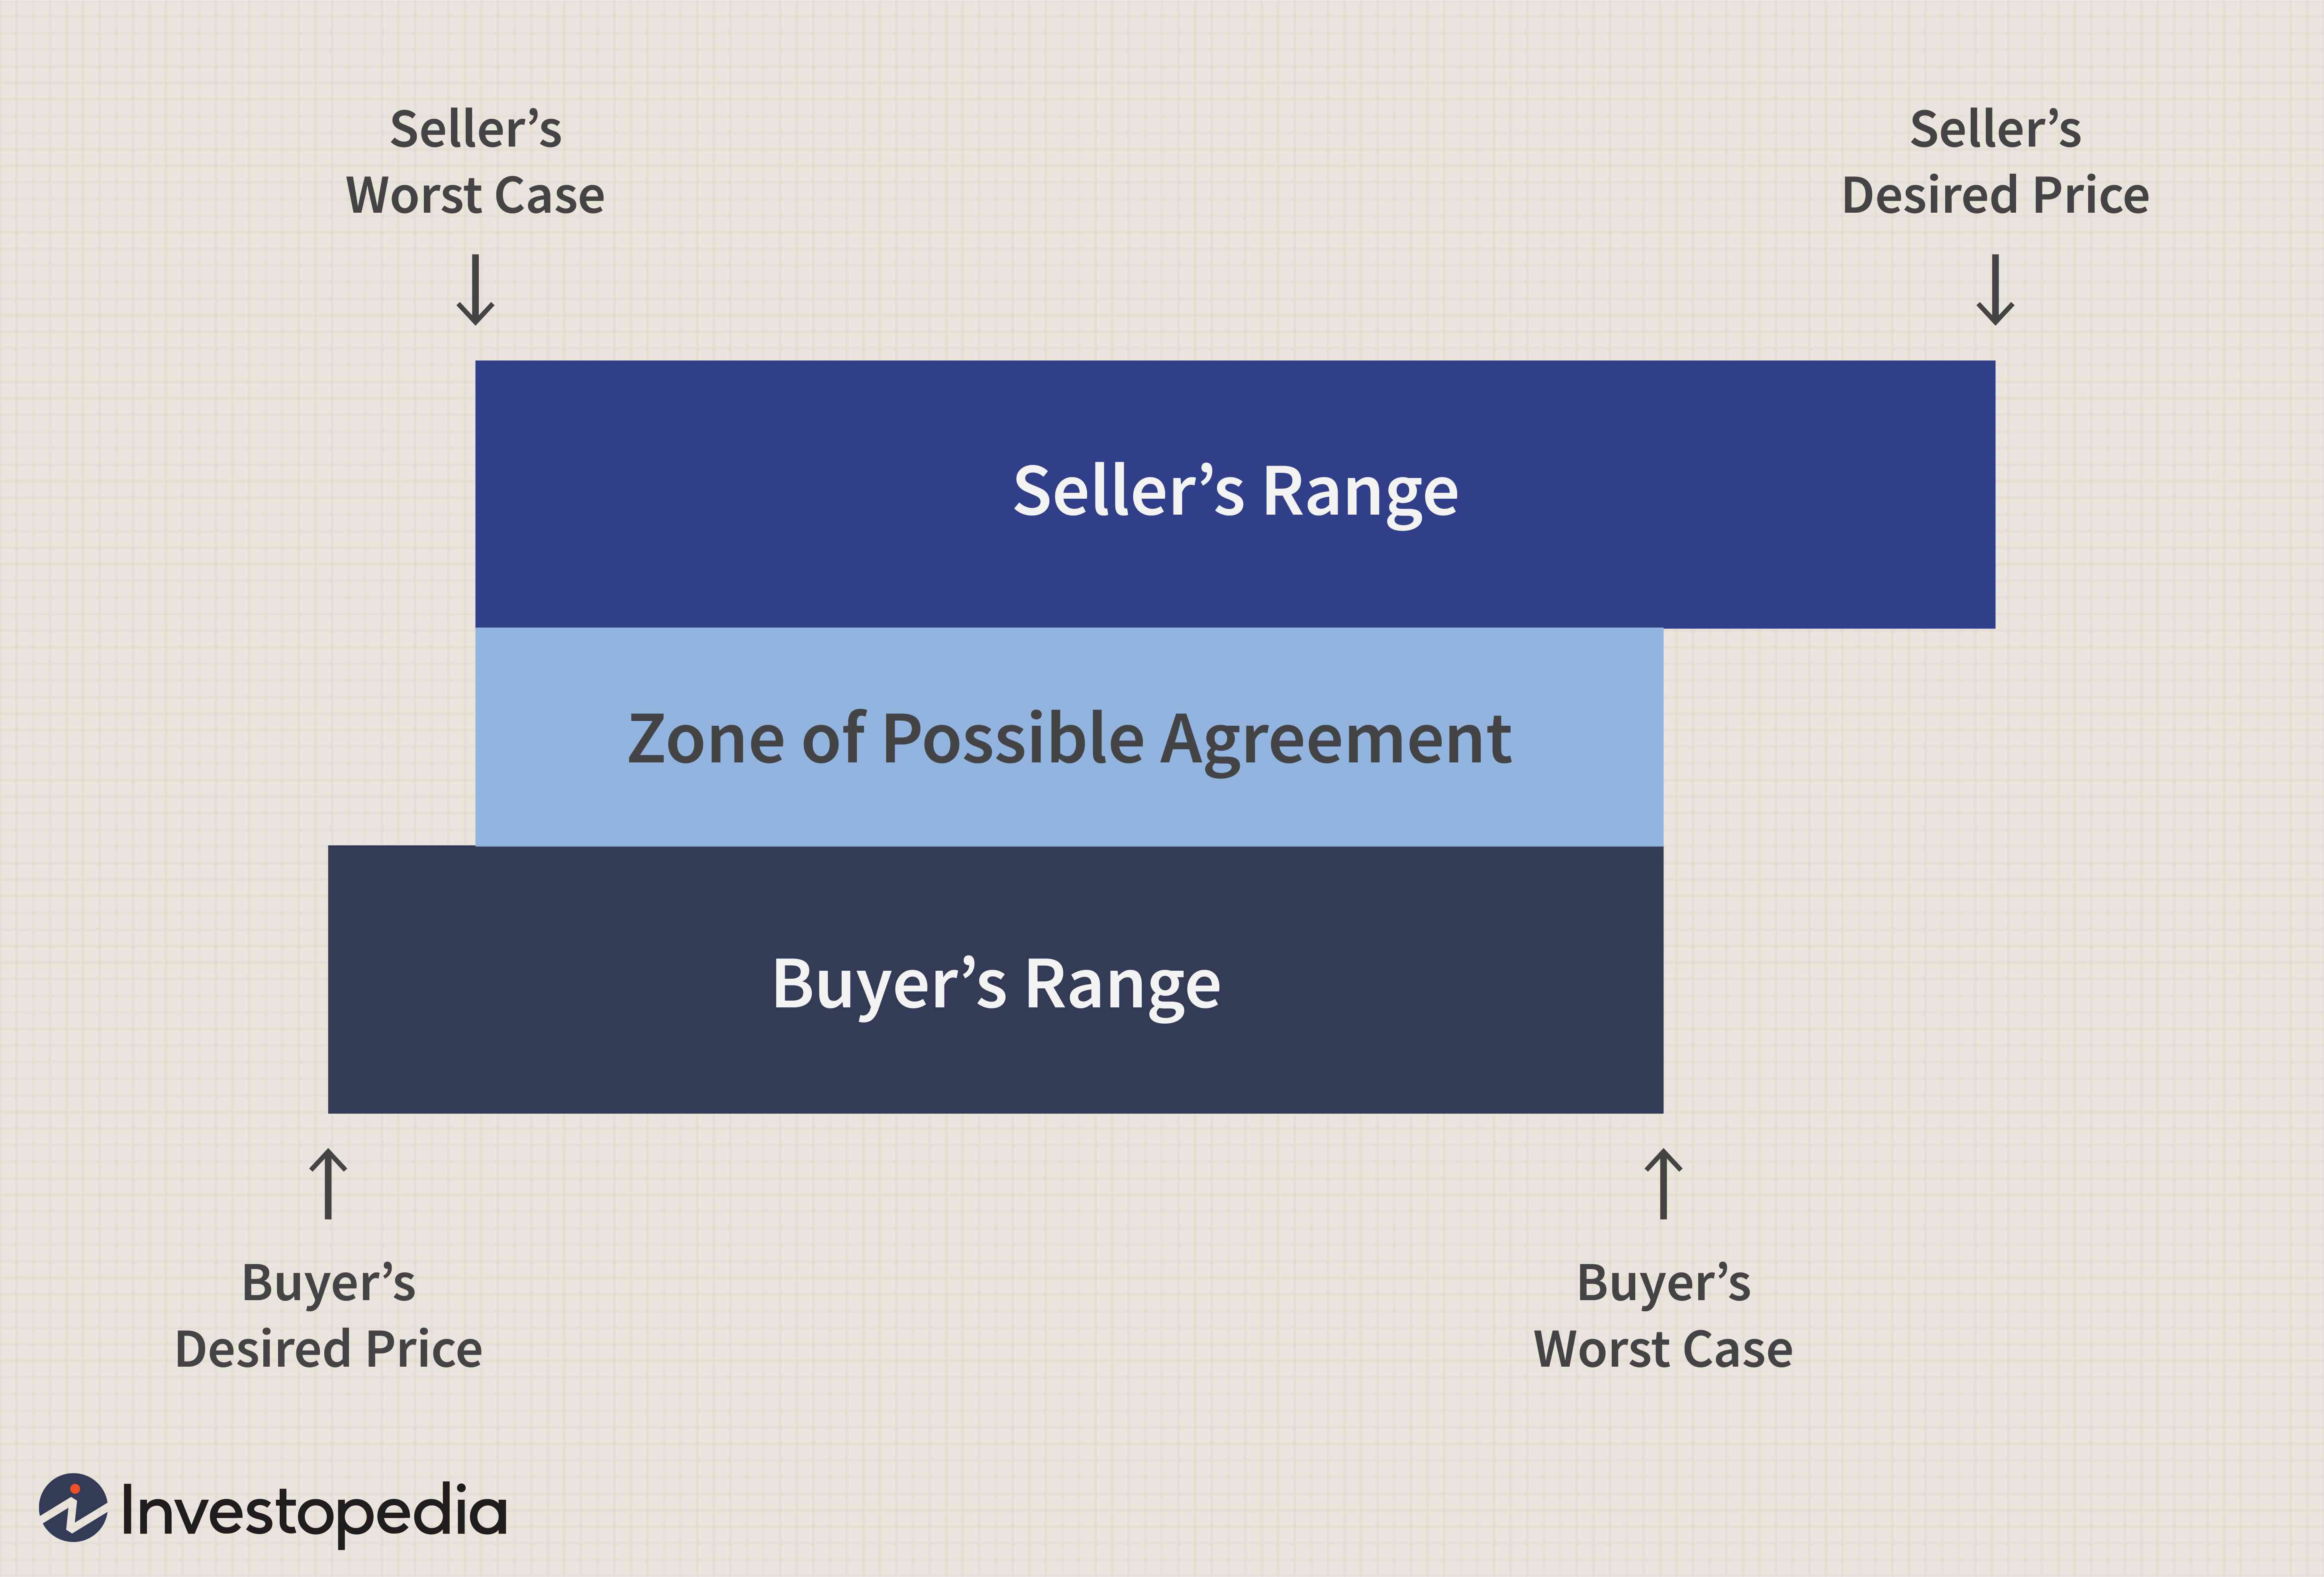 Seller’s
Worst Case
Seller’s
Desired Price
Seller’s Range
Zone of Possible Agreement
Buyer’s Range
Buyer’s
Desired Price
Buyer’s
Worst Case
Investopedia